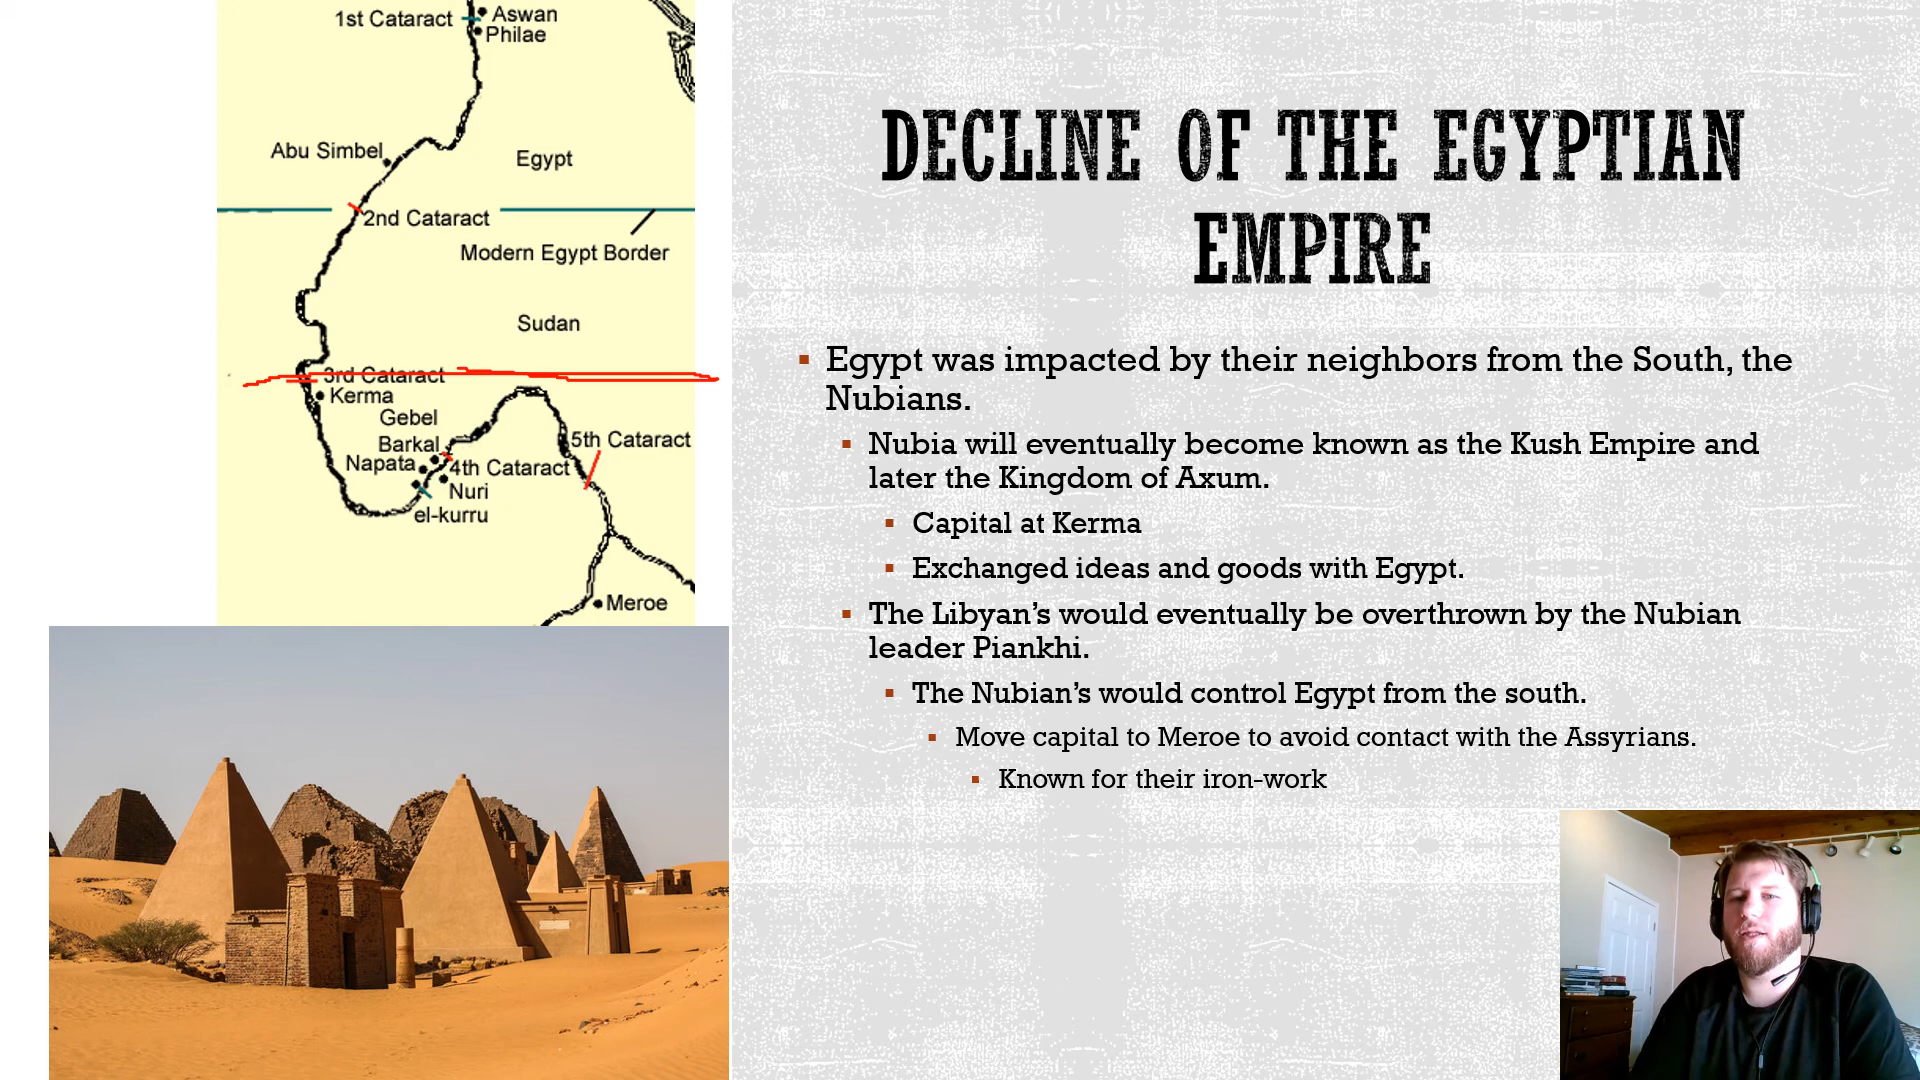 1st Cataract
Aswan
Philae
Abu Simbel
Egypt
2nd Cataract
Modern Egypt Border
Sudan
3rd Cataract
Kerma
Gebel
Barkal
5th Cataract
Napata
4th Cataract
Nuri
el-kurru
Meroe
DECLINE OF THE EGYPTIAN
EMPIRE
Egypt was impacted by their neighbors from the South, the
Nubians.
Nubia will eventually become known as the Kush Empire and
later the Kingdom of Axum.
Capital at Kerma
Exchanged ideas and goods with Egypt.
The Libyan's would eventually be overthrown by the Nubian
leader Piankhi.
The Nubian's would control Egypt from the south.
Move capital to Meroe to avoid contact with the Assyrians.
Known for their iron-work